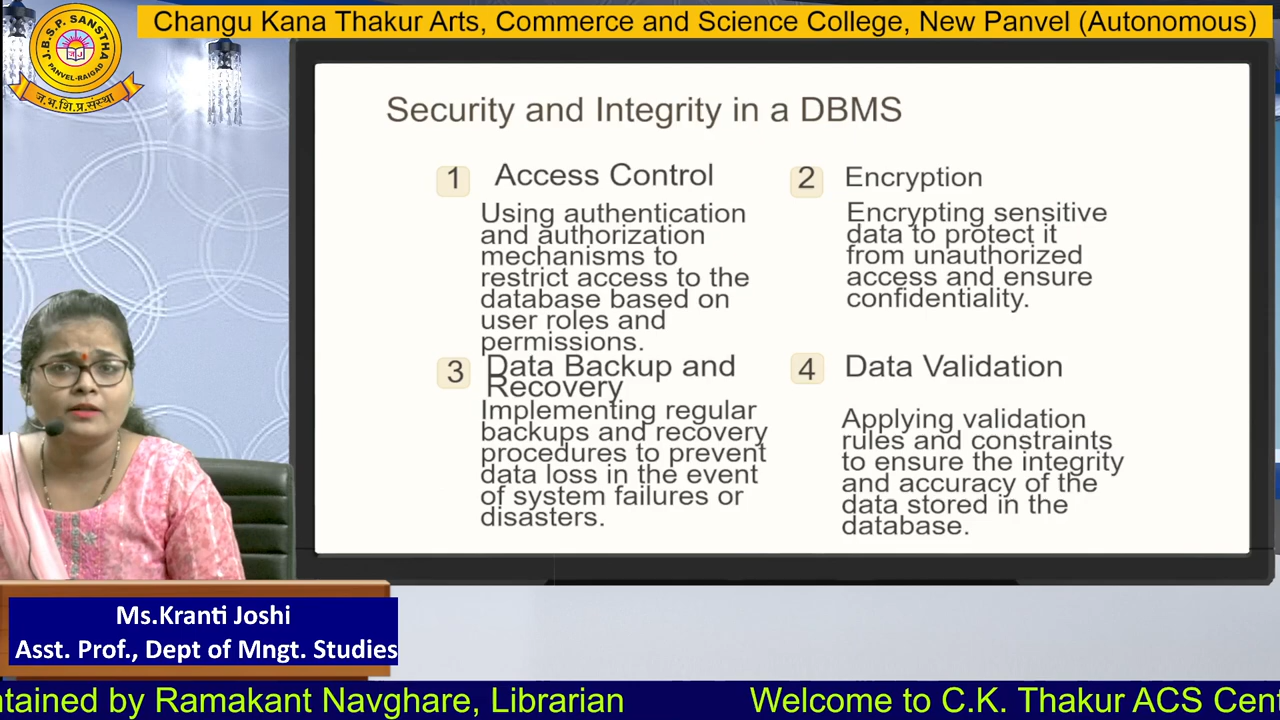 Changu Kana Thakur Arts, Commerce and Science College, New Panvel (Autonomous)
J.B.S.P. SANSTHA
PANVEL-RAIGAD
ज.भ.शि.प्र.संस्था
Security and Integrity in a DBMS
1
Access Control
Using authentication
and authorization
mechanisms to
restrict access to the
database based on
user roles and
permissions.
2
Encryption
Encrypting sensitive
data to protect it
from unauthorized
access and ensure
confidentiality.
3
Data Backup and
Recovery
Implementing regular
backups and recovery
procedures to prevent
data loss in the event
of system failures or
disasters.
4
Data Validation
Applying validation
rules and constraints
to ensure the integrity
and accuracy of the
data stored in the
database.
Ms.Kranti Joshi
Asst. Prof., Dept of Mngt. Studies
ntained by Ramakant Navghare, Librarian Welcome to C.K. Thakur ACS Cent